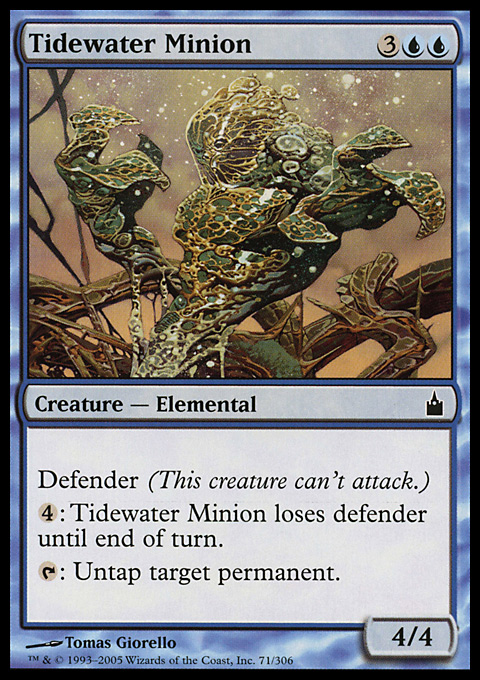 Tidewater Minion 3
Creature — Elemental
Defender (This creature can't attack.)
4: Tidewater Minion loses defender
until end of turn.
: Untap target permanent.
4/4
Tomas Giorello
™ & © 1993–2005 Wizards of the Coast, Inc. 71/306